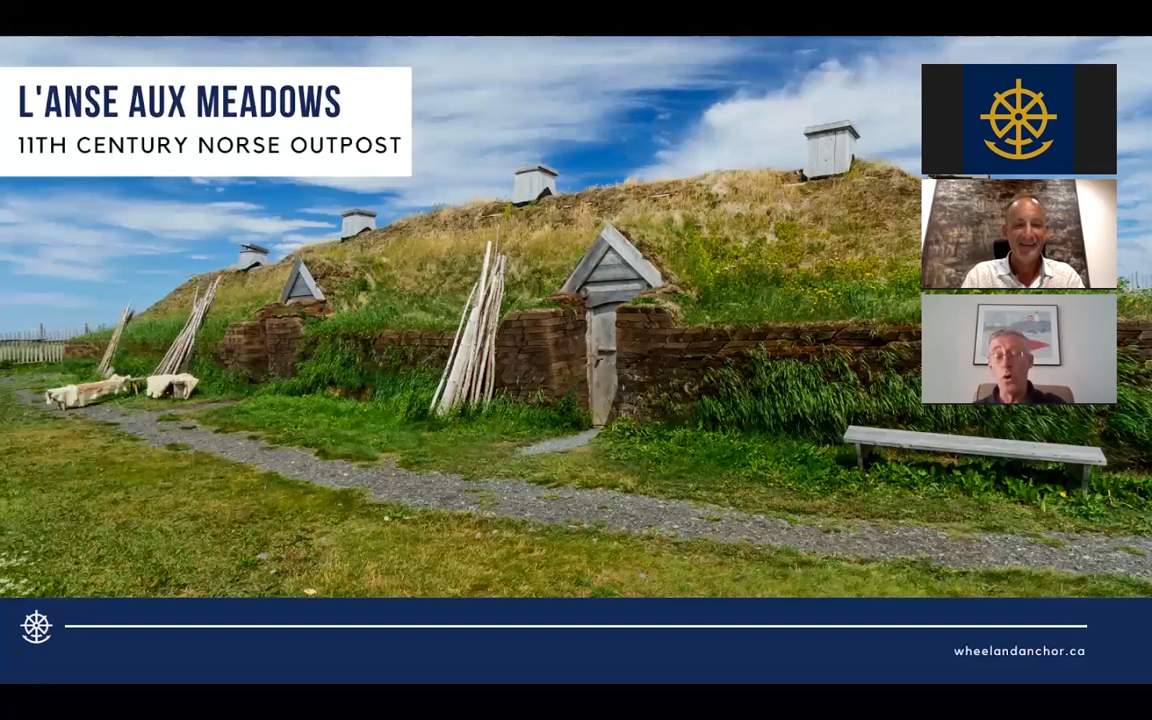 L'ANSE AUX MEADOWS
11TH CENTURY NORSE OUTPOST
wheelandanchor.ca